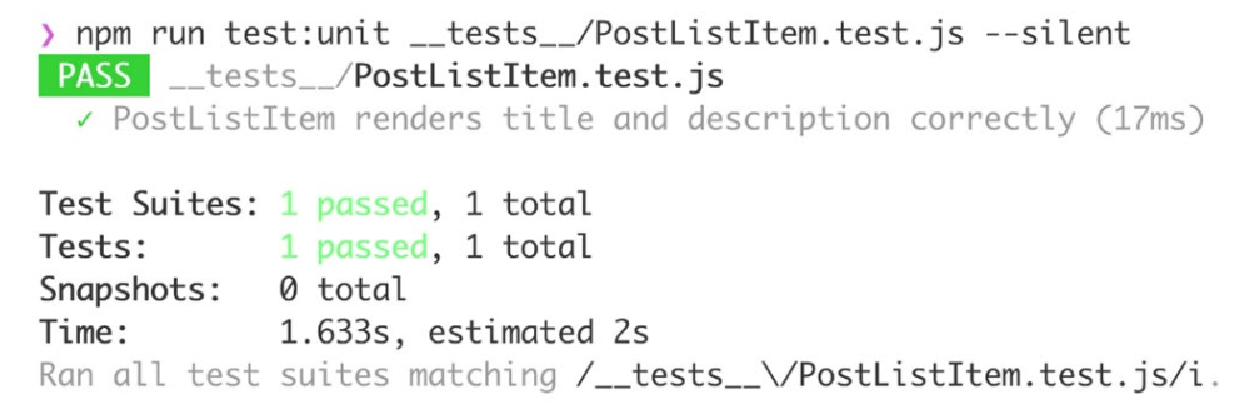 ❯ npm run test:unit __tests__/PostListItem.test.js --silent
PASS __tests__/PostListItem.test.js
✓ PostListItem renders title and description correctly (17ms)
Test Suites: 1 passed, 1 total
Tests: 1 passed, 1 total
Snapshots: 0 total
Time: 1.633s, estimated 2s
Ran all test suites matching /__tests__\/PostListItem.test.js/i.